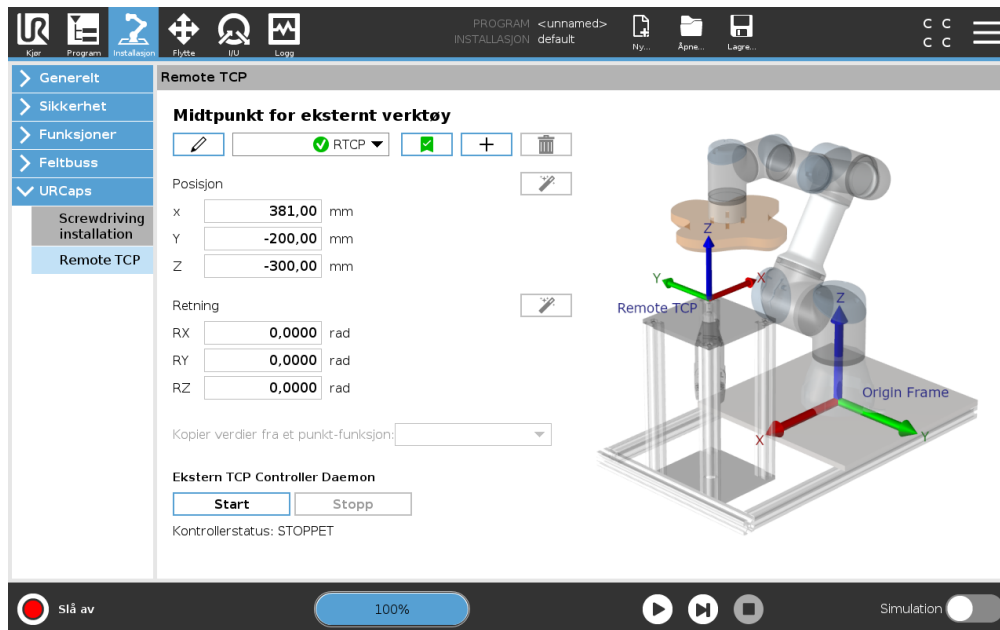 UR
PROGRAM <unnamed>
INSTALLASJON default
C C
C C
Kjør Program Installasjon Flytte I/U Logg Ny... Åpne... Lagre...
Generelt
Sikkerhet
Funksjoner
Feltbuss
URCaps
Screwdriving
installation
Remote TCP
Remote TCP
Midtpunkt for eksternt verktøy
RTCP
Posisjon
x 381,00 mm
Y -200,00 mm
Z -300,00 mm
Retning
RX 0,0000 rad
RY 0,0000 rad
RZ 0,0000 rad
Kopier verdier fra et punkt-funksjon:
Ekstern TCP Controller Daemon
Start Stopp
Kontrollerstatus: STOPPET
Z
Y
X
Remote TCP
Z
Origin Frame
X
Y
Slå av
100%
Simulation